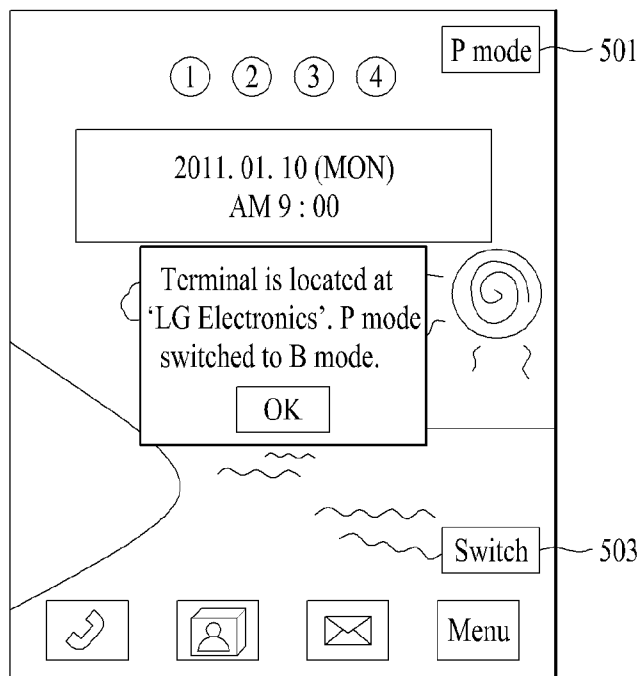 P mode
501
1 2 3 4
2011. 01. 10 (MON)
AM 9 : 00
Terminal is located at
‘LG Electronics’. P mode
switched to B mode.
OK
Switch
503
Menu